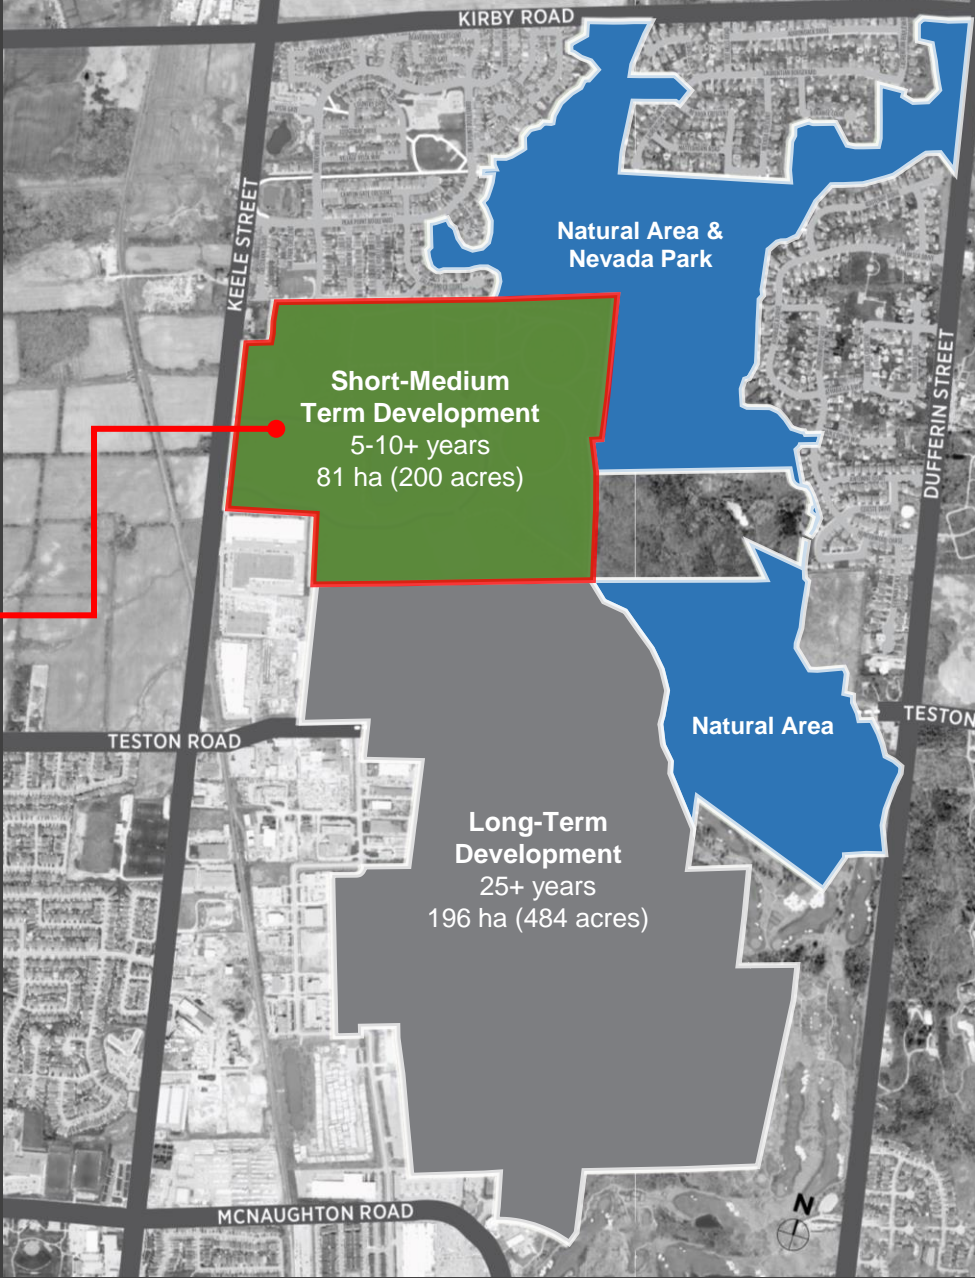 KIRBY ROAD
KEELE STREET
Natural Area &
Nevada Park
DUFFERIN STREET
Short-Medium
Term Development
5-10+ years
81 ha (200 acres)
TESTON
Natural Area
TESTON ROAD
Long-Term
Development
25+ years
196 ha (484 acres)
N
MCNAUGHTON ROAD